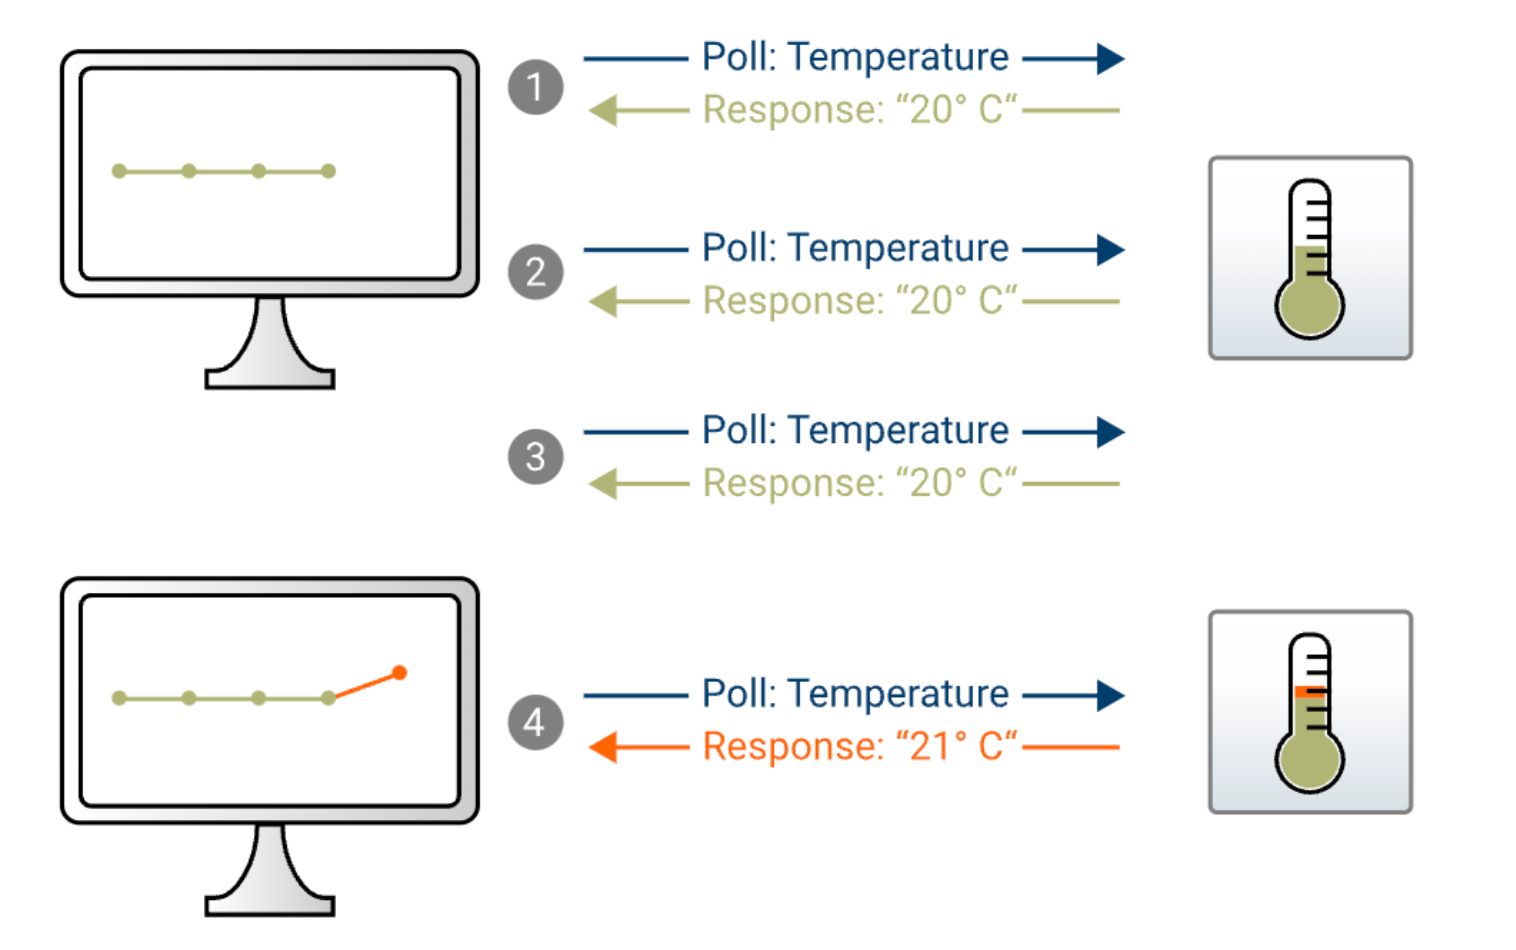 1
Poll: Temperature
Response: “20° C“
2
Poll: Temperature
Response: “20° C“
3
Poll: Temperature
Response: “20° C“
4
Poll: Temperature
Response: “21° C“